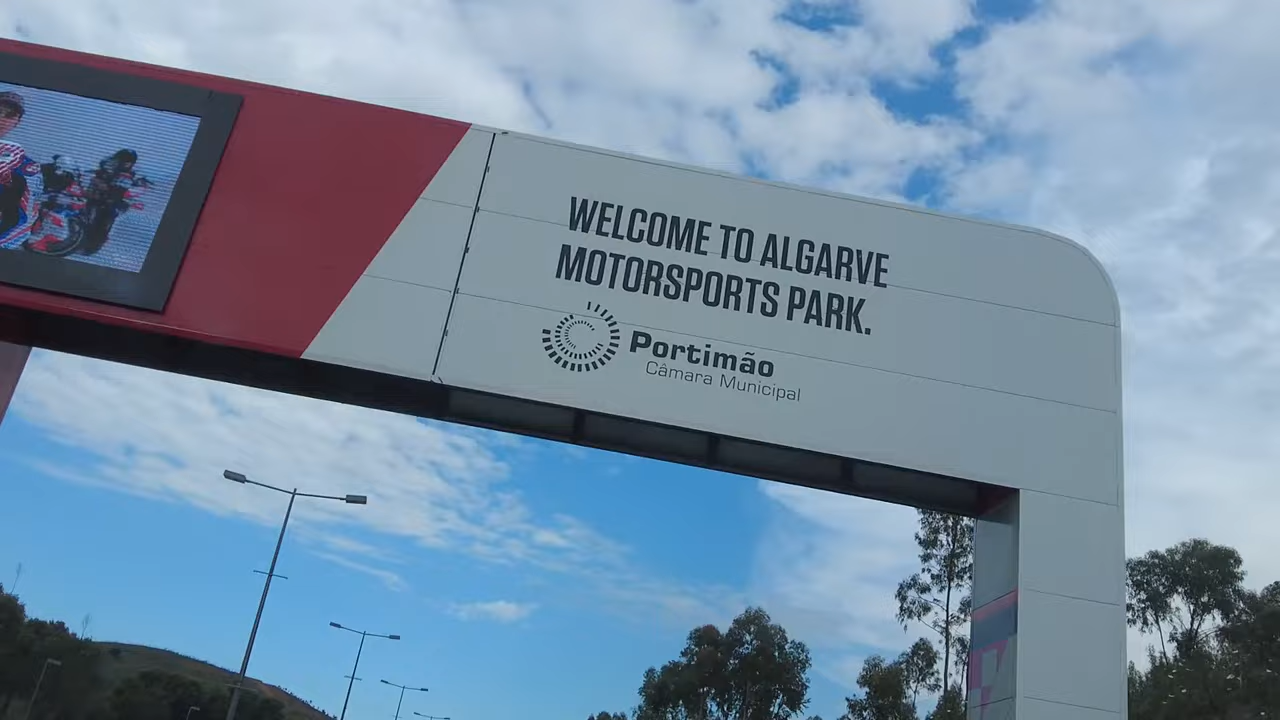 WELCOME TO ALGARVE
MOTORSPORTS PARK.
Portimão
Câmara Municipal